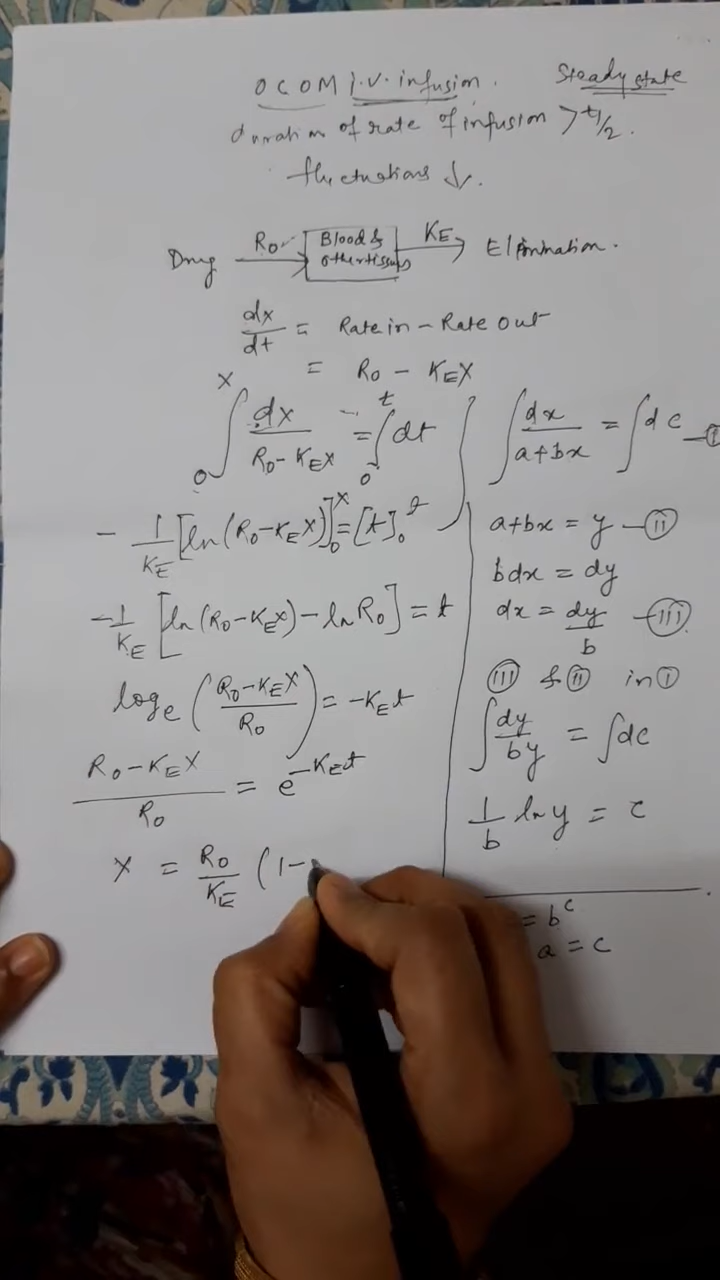 OCOM I.V. infusion. Steady state
duration of rate of infusion > t1/2.
fluctuations ↓.
Drug R0 → Blood & other tissues KE → Elimination.
dx/dt = Rate in - Rate out
= R0 - KEX
∫₀ˣ dx/(R0 - KEX) = ∫₀ᵗ dt
- 1/KE [ln (R0-KEX)]₀ˣ = [t]₀ᵗ
-1/KE [ln (R0-KEX) - ln R0] = t
loge ((R0-KEX)/R0) = -KEt
(R0-KEX)/R0 = e^-KEt
X = R0/KE (1-
∫ dx/(a+bx) = ∫ dc - (I)
a+bx = y - (II)
bdx = dy
dx = dy/b - (III)
(III) & (II) in (I)
∫ dy/by = ∫ dc
1/b ln y = c
= b^c
a = c